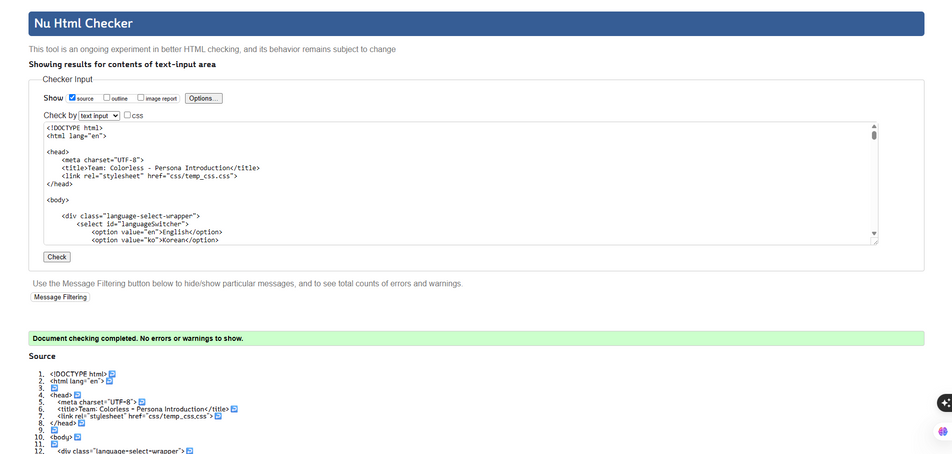 Nu Html Checker
This tool is an ongoing experiment in better HTML checking, and its behavior remains subject to change
Showing results for contents of text-input area
Checker Input
Show source outline image report Options...
Check by text input css
<!DOCTYPE html>
<html lang="en">
<head>
<meta charset="UTF-8">
<title>Team: Colorless - Persona Introduction</title>
<link rel="stylesheet" href="css/temp_css.css">
</head>
<body>
<div class="language-select-wrapper">
<select id="languageSwitcher">
<option value="en">English</option>
<option value="ko">Korean</option>
Check
Use the Message Filtering button below to hide/show particular messages, and to see total counts of errors and warnings.
Message Filtering
Document checking completed. No errors or warnings to show.
Source
1. <!DOCTYPE html>
2. <html lang="en">
3.
4. <head>
5. <meta charset="UTF-8">
6. <title>Team: Colorless - Persona Introduction</title>
7. <link rel="stylesheet" href="css/temp_css.css">
8. </head>
9.
10. <body>
11.
12. <div class="language-select-wrapper">